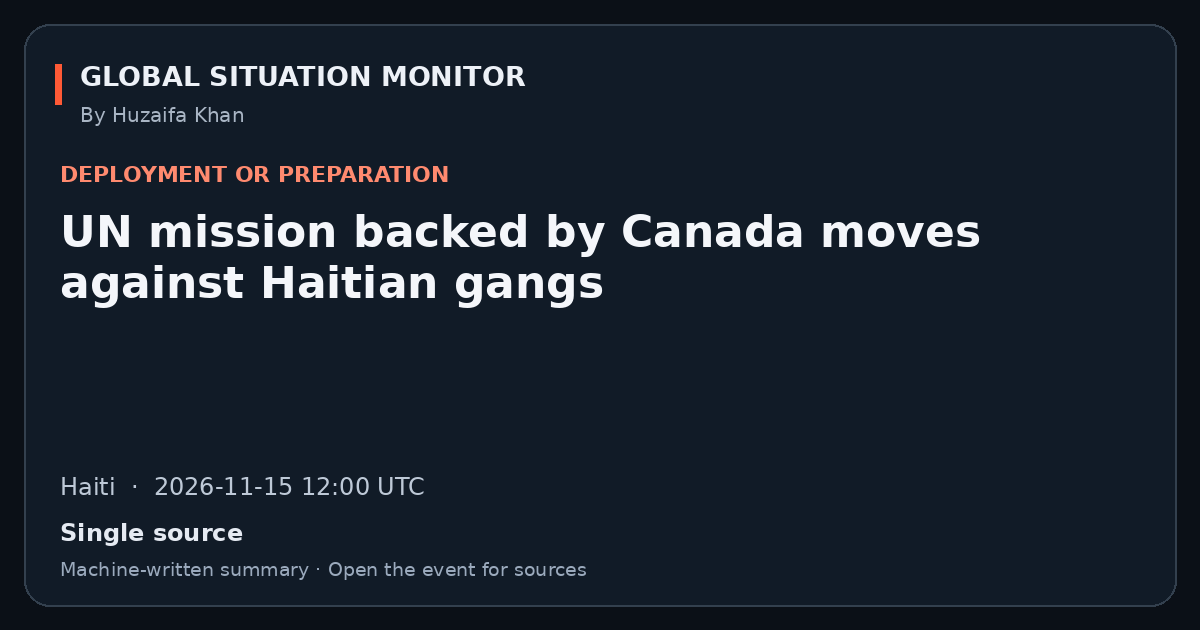 GLOBAL SITUATION MONITOR
By Huzaifa Khan
DEPLOYMENT OR PREPARATION
UN mission backed by Canada moves
against Haitian gangs
Haiti · 2026-11-15 12:00 UTC
Single source
Machine-written summary · Open the event for sources